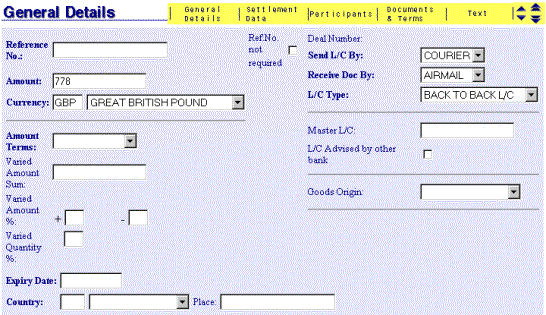 General Details
General Details
Settlement Data
Participants
Documents & Terms
Text
Reference No.:
Ref.No. not required
Deal Number:
Send L/C By: COURIER
Receive Doc By: AIRMAIL
L/C Type: BACK TO BACK L/C
Amount: 778
Currency: GBP GREAT BRITISH POUND
Amount Terms:
Master L/C:
L/C Advised by other bank
Varied Amount Sum:
Goods Origin:
Varied Amount %: + -
Varied Quantity %:
Expiry Date:
Country: Place: